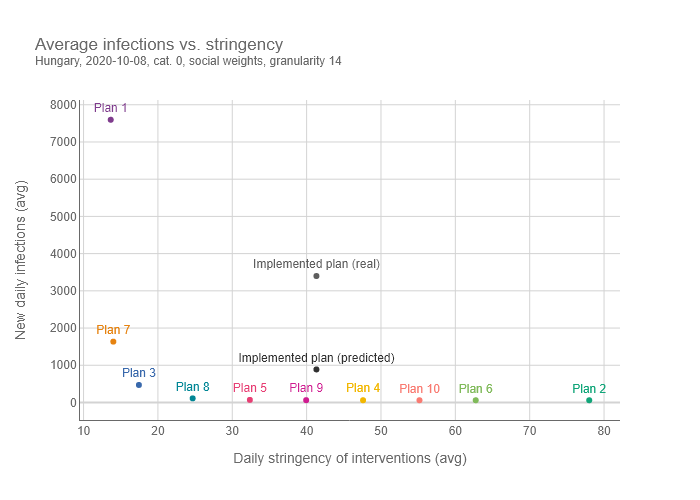 Average infections vs. stringency
Hungary, 2020-10-08, cat. 0, social weights, granularity 14
New daily infections (avg)
8000
7000
6000
5000
4000
3000
2000
1000
0
Plan 1
Implemented plan (real)
Plan 7
Implemented plan (predicted)
Plan 3
Plan 8
Plan 5
Plan 9
Plan 4
Plan 10
Plan 6
Plan 2
10 20 30 40 50 60 70 80
Daily stringency of interventions (avg)